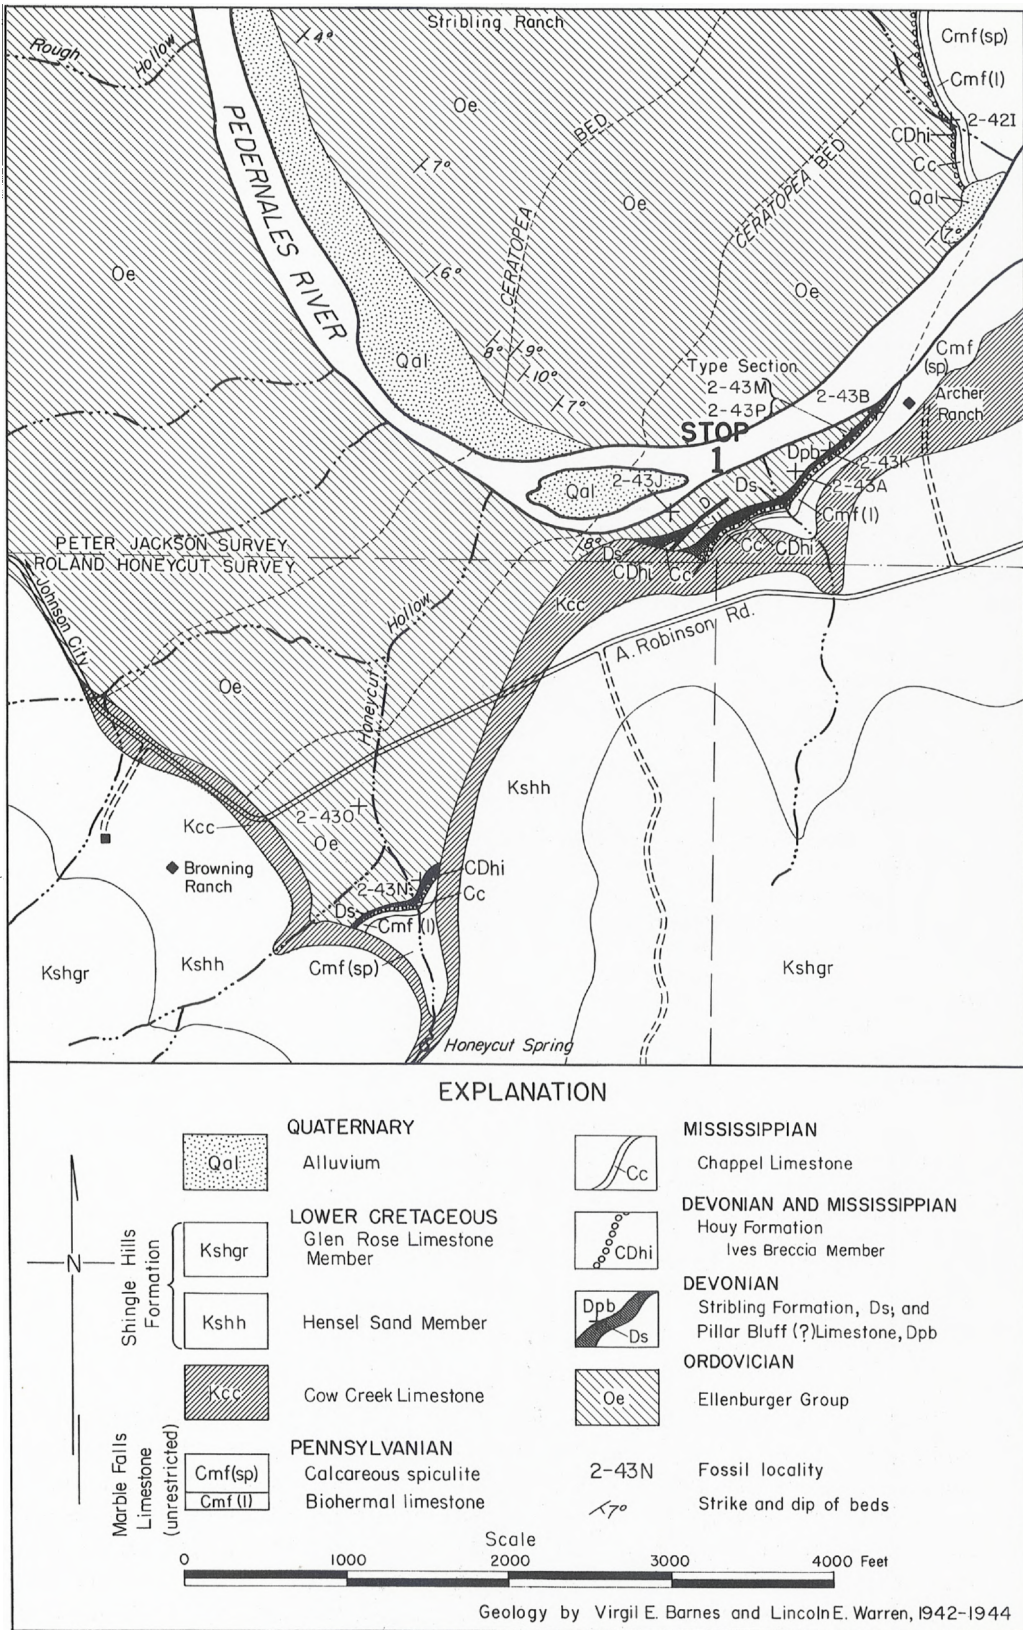 Stribling Ranch
Cmf(sp)
Rough Hollow
4°
Oe
Cmf(l)
PEDERNALES RIVER
CERATOPEA BED
CERATOPEA BED
2-42I
CDhi
Cc
7°
Qal
Oe
7°
Oe
6°
Oe
8°
9°
10°
7°
Qal
Cmf
(sp)
Type Section
2-43M
2-43P
2-43B
Archer
Ranch
STOP
1
Dpb
2-43K
2-43J
Ds
2-43A
Qal
D
Cmf(l)
8°
Ds
Cc
CDhi
CDhi
Cc
PETER JACKSON SURVEY
ROLAND HONEYCUT SURVEY
Kcc
Johnson City
Honeycut Hollow
A. Robinson Rd.
Oe
Kshh
Kcc
2-43O
Oe
Browning
Ranch
CDhi
2-43N
Cc
Ds
Cmf (l)
Cmf(sp)
Kshgr
Kshh
Kshgr
Honeycut Spring
EXPLANATION
QUATERNARY
Qal
Alluvium
LOWER CRETACEOUS
Shingle Hills
Formation
Kshgr
Glen Rose Limestone
Member
Kshh
Hensel Sand Member
Kcc
Cow Creek Limestone
PENNSYLVANIAN
Marble Falls
Limestone
(unrestricted)
Cmf(sp)
Calcareous spiculite
Cmf (l)
Biohermal limestone
N
MISSISSIPPIAN
Cc
Chappel Limestone
DEVONIAN AND MISSISSIPPIAN
CDhi
Houy Formation
Ives Breccia Member
DEVONIAN
Dpb
Ds
Stribling Formation, Ds; and
Pillar Bluff (?) Limestone, Dpb
ORDOVICIAN
Oe
Ellenburger Group
2-43N
Fossil locality
7°
Strike and dip of beds
Scale
0 1000 2000 3000 4000 Feet
Geology by Virgil E. Barnes and Lincoln E. Warren, 1942-1944